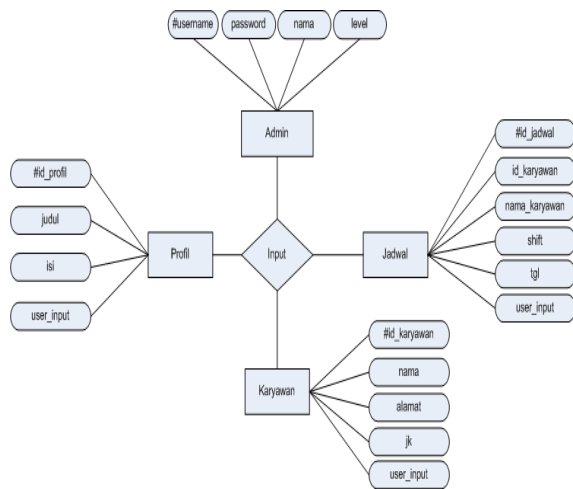 #username
password
nama
level
Admin
#id_profil
judul
isi
user_input
Profil
Input
Jadwal
#id_jadwal
id_karyawan
nama_karyawan
shift
tgl
user_input
Karyawan
#id_karyawan
nama
alamat
jk
user_input